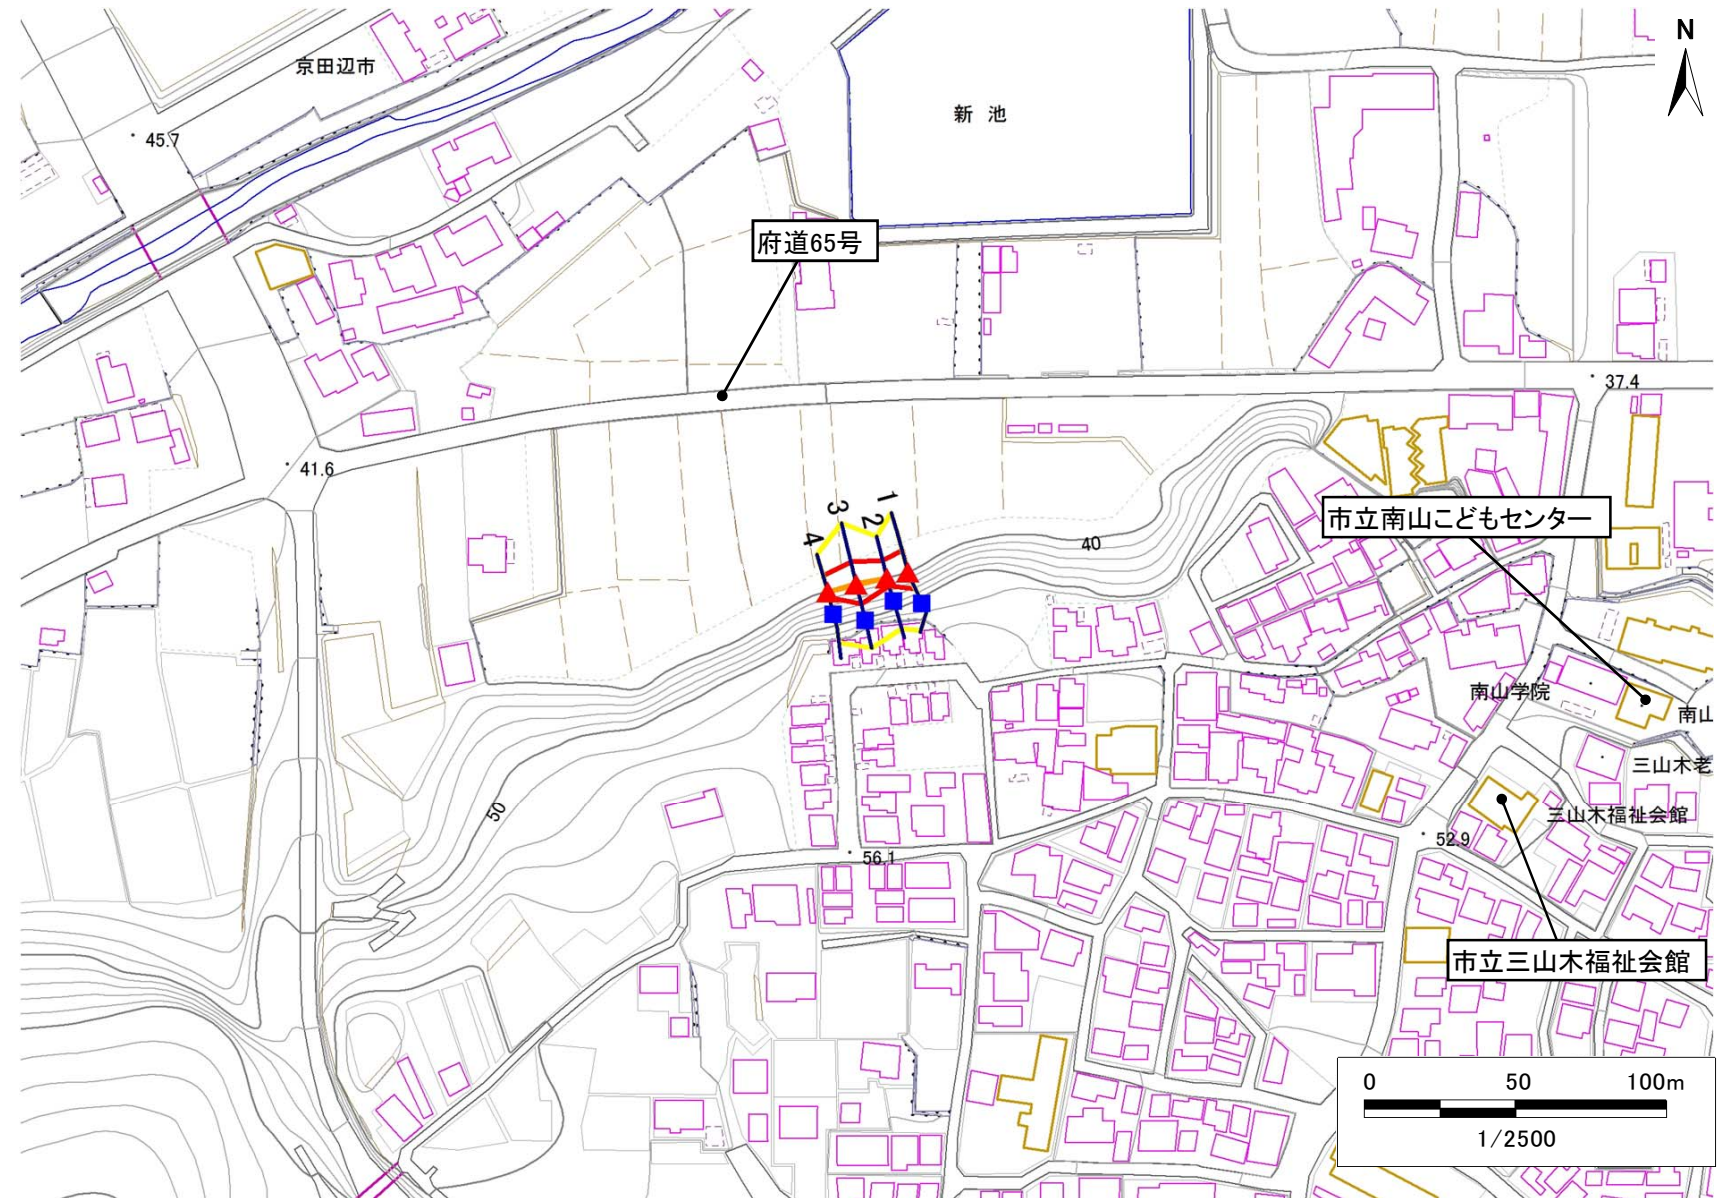 N
京田辺市
新 池
45.7
府道65号
37.4
41.6
1
3
2
4
40
市立南山こどもセンター
南山学院
南山
三山木老
50
三山木福祉会館
52.9
56.1
市立三山木福祉会館
0 50 100m
1/2500